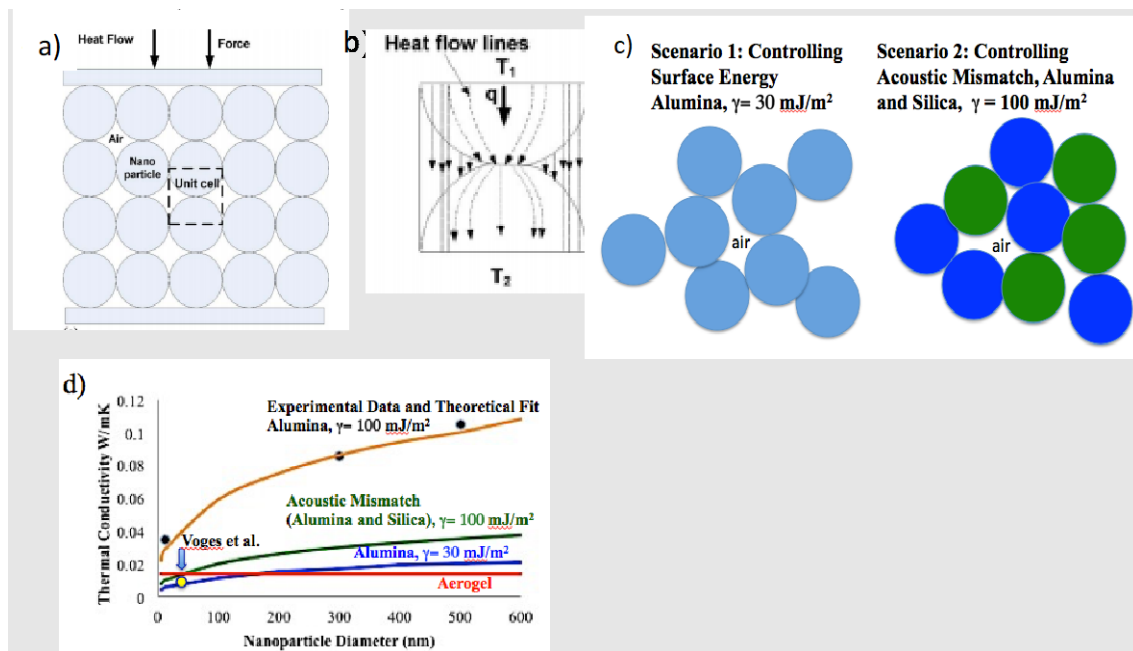 a)
Heat Flow
Force
Air
Nano
particle
Unit cell
b)
Heat flow lines
T1
q
T2
c)
Scenario 1: Controlling
Surface Energy
Alumina, γ= 30 mJ/m²
air
Scenario 2: Controlling
Acoustic Mismatch, Alumina
and Silica, γ = 100 mJ/m²
air
d)
Thermal Conductivity W/mK
0.12
0.1
0.08
0.06
0.04
0.02
0
Experimental Data and Theoretical Fit
Alumina, γ= 100 mJ/m²
Acoustic Mismatch
(Alumina and Silica), γ= 100 mJ/m²
Voges et al.
Alumina, γ= 30 mJ/m²
Aerogel
0 100 200 300 400 500 600
Nanoparticle Diameter (nm)